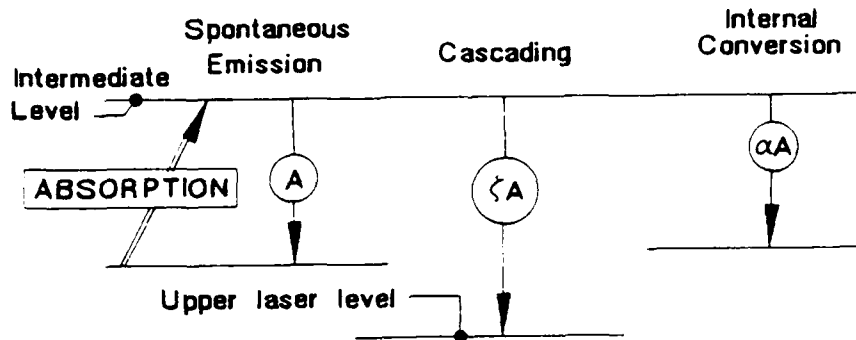 Spontaneous
Emission
Cascading
Internal
Conversion
Intermediate
Level
ABSORPTION
A
ζA
αA
Upper laser level